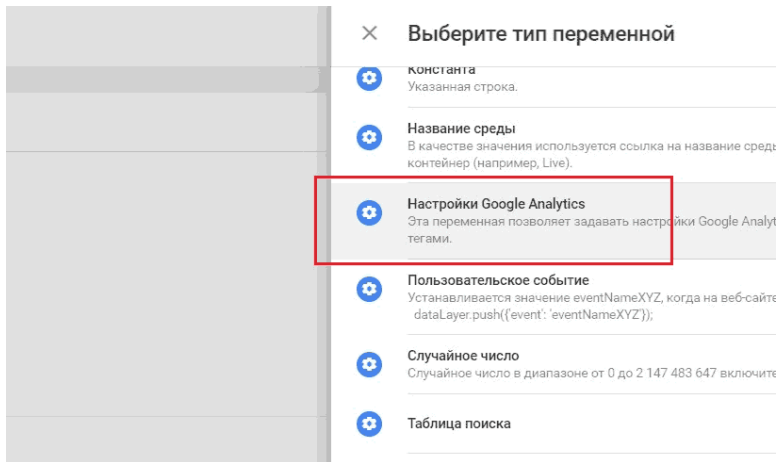 Выберите тип переменной
Константа
Указанная строка.
Название среды
В качестве значения используется ссылка на название среды
контейнер (например, Live).
Настройки Google Analytics
Эта переменная позволяет задавать настройки Google Analyt
тегами.
Пользовательское событие
Устанавливается значение eventNameXYZ, когда на веб-сайте
dataLayer.push({'event': 'eventNameXYZ'});
Случайное число
Случайное число в диапазоне от 0 до 2 147 483 647 включите
Таблица поиска